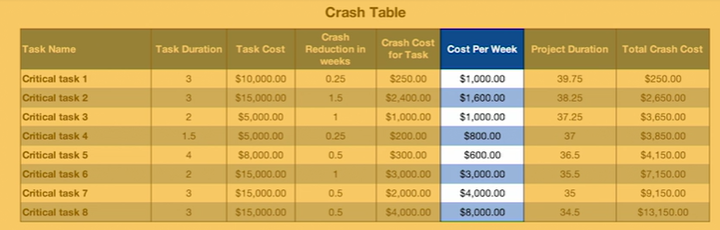 Crash Table
Task Name Task Duration Task Cost Crash Reduction in weeks Crash Cost for Task Cost Per Week Project Duration Total Crash Cost
Critical task 1 3 $10,000.00 0.25 $250.00 $1,000.00 39.75 $250.00
Critical task 2 3 $15,000.00 1.5 $2,400.00 $1,600.00 38.25 $2,650.00
Critical task 3 2 $5,000.00 1 $1,000.00 $1,000.00 37.25 $3,650.00
Critical task 4 1.5 $5,000.00 0.25 $200.00 $800.00 37 $3,850.00
Critical task 5 4 $8,000.00 0.5 $300.00 $600.00 36.5 $4,150.00
Critical task 6 2 $15,000.00 1 $3,000.00 $3,000.00 35.5 $7,150.00
Critical task 7 3 $15,000.00 0.5 $2,000.00 $4,000.00 35 $9,150.00
Critical task 8 3 $15,000.00 0.5 $4,000.00 $8,000.00 34.5 $13,150.00